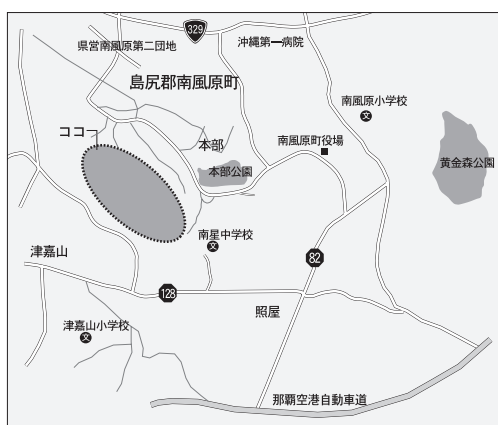 329
県営南風原第二団地
沖縄第一病院
島尻郡南風原町
南風原小学校
文
ココ
本部
南風原町役場
本部公園
黄金森公園
南星中学校
文
津嘉山
82
128
照屋
津嘉山小学校
文
那覇空港自動車道